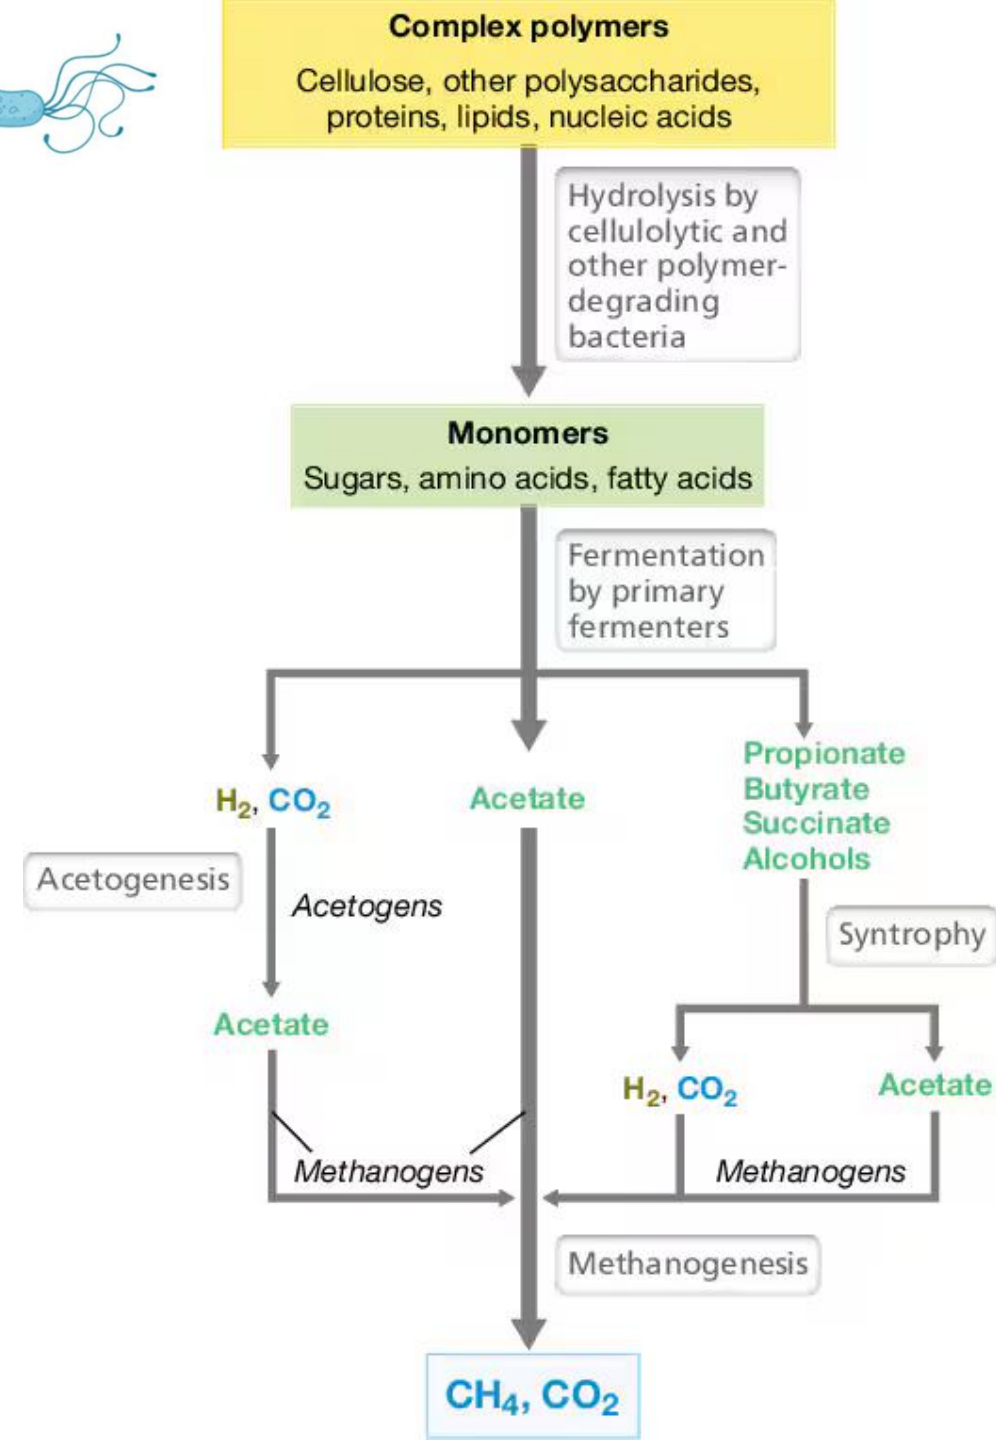 Complex polymers
Cellulose, other polysaccharides,
proteins, lipids, nucleic acids
Hydrolysis by
cellulolytic and
other polymer-
degrading
bacteria
Monomers
Sugars, amino acids, fatty acids
Fermentation
by primary
fermenters
H₂, CO₂
Acetate
Propionate
Butyrate
Succinate
Alcohols
Acetogenesis
Acetogens
Syntrophy
Acetate
H₂, CO₂
Acetate
Methanogens
Methanogens
Methanogenesis
CH₄, CO₂